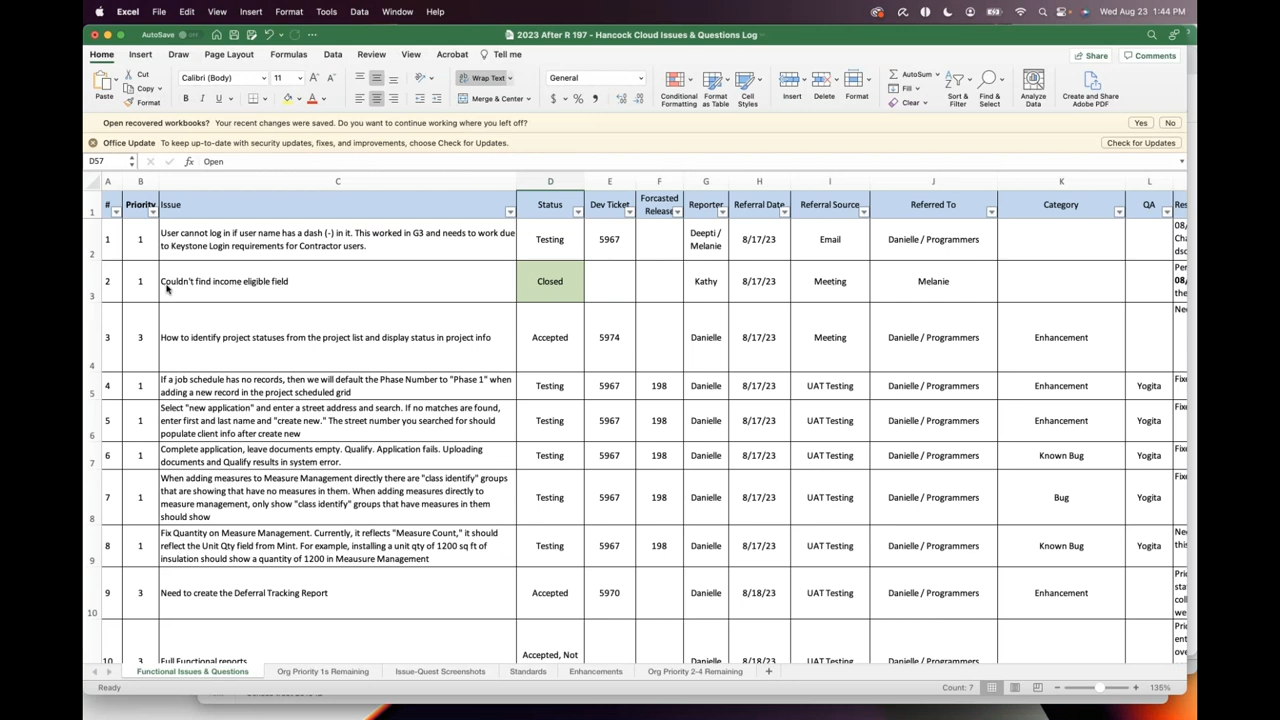 Excel File Edit View Insert Format Tools Data Window Help Wed Aug 23 1:44 PM
AutoSave 2023 After R 197 - Hancock Cloud Issues & Questions Log
Home Insert Draw Page Layout Formulas Data Review View Acrobat Tell me Share Comments
Paste Cut Copy Format Calibri (Body) 11 Wrap Text Merge & Center General Conditional Formatting Format as Table Cell Styles Insert Delete Format AutoSum Fill Clear Sort & Filter Find & Select Analyze Data Create and Share Adobe PDF
Open recovered workbooks? Your recent changes were saved. Do you want to continue working where you left off? Yes No
Office Update To keep up-to-date with security updates, fixes, and improvements, choose Check for Updates. Check for Updates
D57 fx Open
A B C D E F G H I J K L
# Priority Issue Status Dev Ticket Forcasted Release Reporter Referral Date Referral Source Referred To Category QA
1 1 User cannot log in if user name has a dash (-) in it. This worked in G3 and needs to work due to Keystone Login requirements for Contractor users. Testing 5967 Deepti / Melanie 8/17/23 Email Danielle / Programmers
2 1 Couldn't find income eligible field Closed Kathy 8/17/23 Meeting Melanie
3 3 How to identify project statuses from the project list and display status in project info Accepted 5974 Danielle 8/17/23 Meeting Danielle / Programmers Enhancement
4 1 If a job schedule has no records, then we will default the Phase Number to "Phase 1" when adding a new record in the project scheduled grid Testing 5967 198 Danielle 8/17/23 UAT Testing Danielle / Programmers Enhancement Yogita
5 1 Select "new application" and enter a street address and search. If no matches are found, enter first and last name and "create new." The street number you searched for should populate client info after create new Testing 5967 198 Danielle 8/17/23 UAT Testing Danielle / Programmers Enhancement Yogita
6 1 Complete application, leave documents empty. Qualify. Application fails. Uploading documents and Qualify results in system error. Testing 5967 198 Danielle 8/17/23 UAT Testing Danielle / Programmers Known Bug Yogita
7 1 When adding measures to Measure Management directly there are "class identify" groups that are showing that have no measures in them. When adding measures directly to measure management, only show "class identify" groups that have measures in them should show Testing 5967 198 Danielle 8/17/23 UAT Testing Danielle / Programmers Bug Yogita
8 1 Fix Quantity on Measure Management. Currently, it reflects "Measure Count," it should reflect the Unit Qty field from Mint. For example, installing a unit qty of 1200 sq ft of insulation should show a quantity of 1200 in Meausure Management Testing 5967 198 Danielle 8/17/23 UAT Testing Danielle / Programmers Known Bug Yogita
9 3 Need to create the Deferral Tracking Report Accepted 5970 Danielle 8/18/23 UAT Testing Danielle / Programmers Enhancement
10 3 Full Functional reports Accepted, Not Danielle 8/18/23 UAT Testing Danielle / Programmers
Functional Issues & Questions Org Priority 1s Remaining Issue-Quest Screenshots Standards Enhancements Org Priority 2-4 Remaining
Ready Count: 7 135%